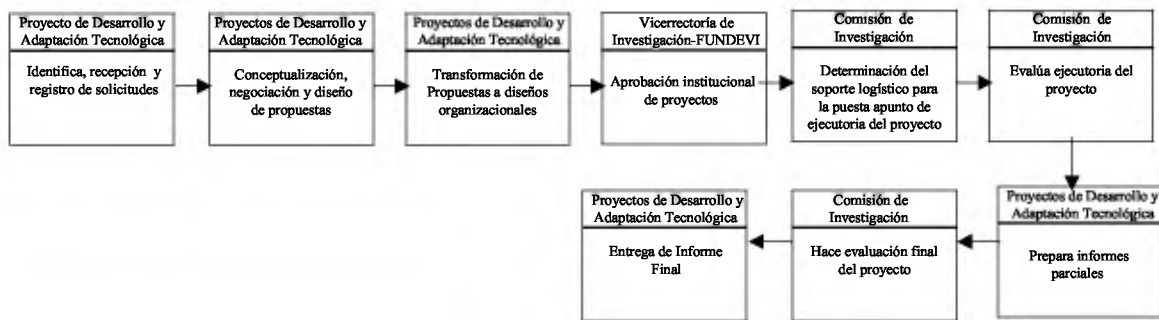 Proyectos de Desarrollo y
Adaptación Tecnológica
Identifica, recepción y
registro de solicitudes
Proyectos de Desarrollo y
Adaptación Tecnológica
Conceptualización,
negociación y diseño
de propuestas
Proyectos de Desarrollo y
Adaptación Tecnológica
Transformación de
Propuestas a diseños
organizacionales
Vicerrectoría de
Investigación-FUNDEVI
Aprobación institucional
de proyectos
Comisión de
Investigación
Determinación del
soporte logístico para
la puesta apunto de
ejecutoria del proyecto
Comisión de
Investigación
Evalúa ejecutoria del
proyecto
Proyectos de Desarrollo y
Adaptación Tecnológica
Prepara informes
parciales
Comisión de
Investigación
Hace evaluación final
del proyecto
Proyectos de Desarrollo y
Adaptación Tecnológica
Entrega de Informe
Final